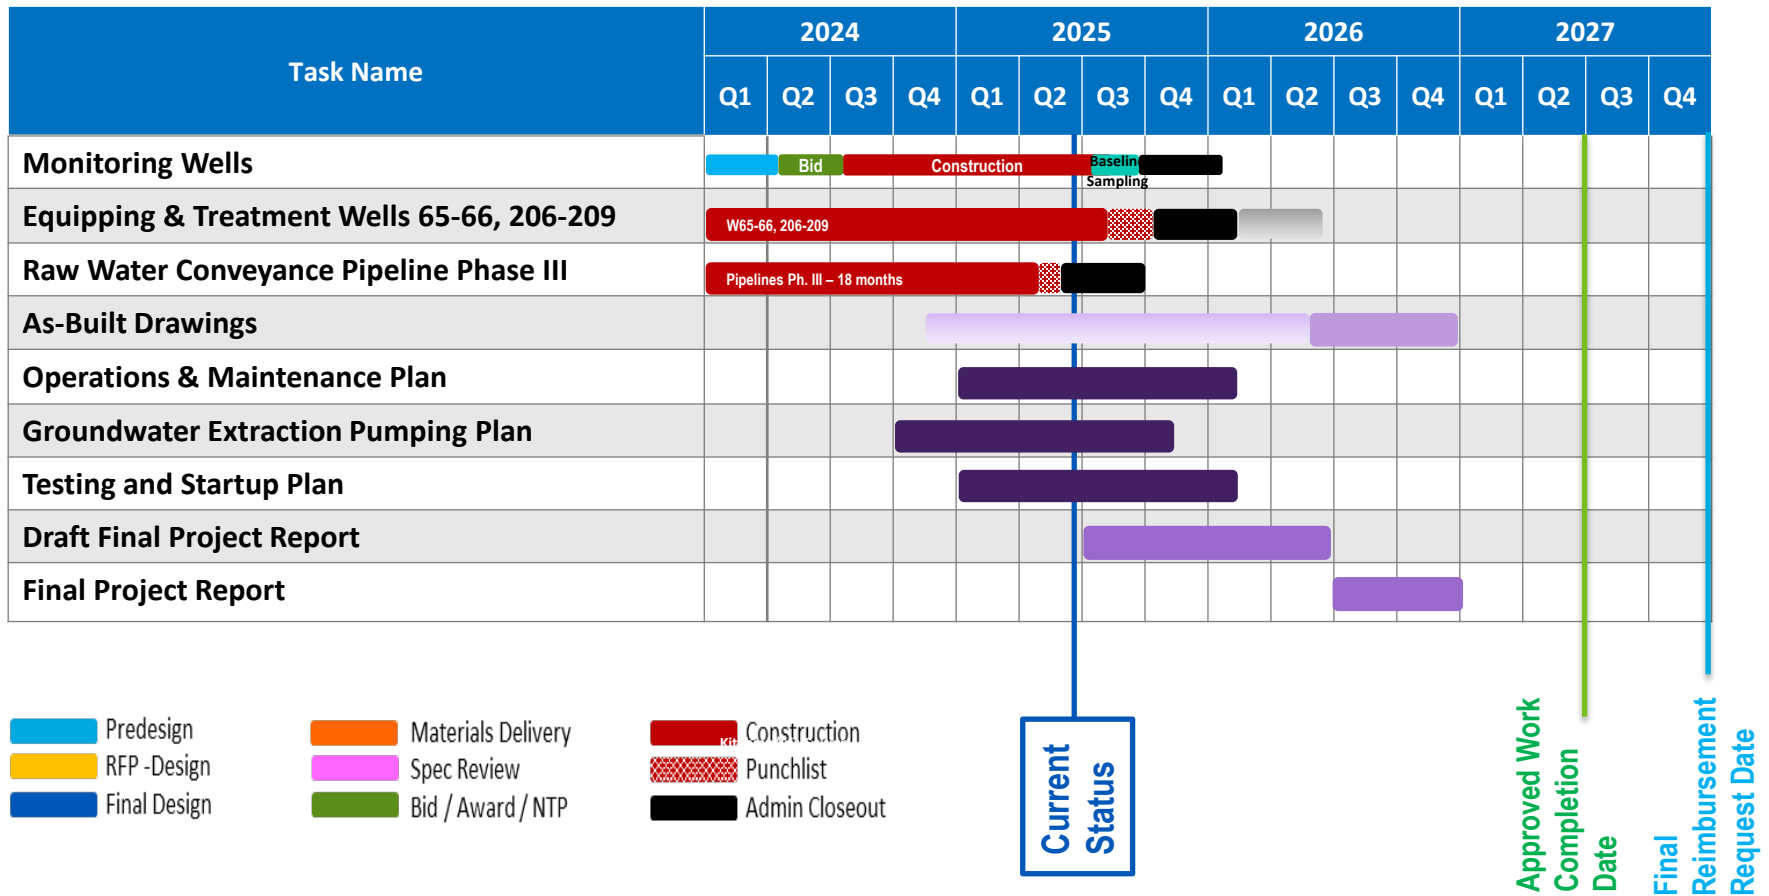 Task Name
2024 2025 2026 2027
Q1 Q2 Q3 Q4 Q1 Q2 Q3 Q4 Q1 Q2 Q3 Q4 Q1 Q2 Q3 Q4
Monitoring Wells
Bid Construction Baselin
Sampling
Equipping & Treatment Wells 65-66, 206-209
W65-66, 206-209
Raw Water Conveyance Pipeline Phase III
Pipelines Ph. III – 18 months
As-Built Drawings
Operations & Maintenance Plan
Groundwater Extraction Pumping Plan
Testing and Startup Plan
Draft Final Project Report
Final Project Report
Predesign
RFP -Design
Final Design
Materials Delivery
Spec Review
Bid / Award / NTP
Construction
Punchlist
Admin Closeout
Current
Status
Approved Work
Completion
Date
Final
Reimbursement
Request Date